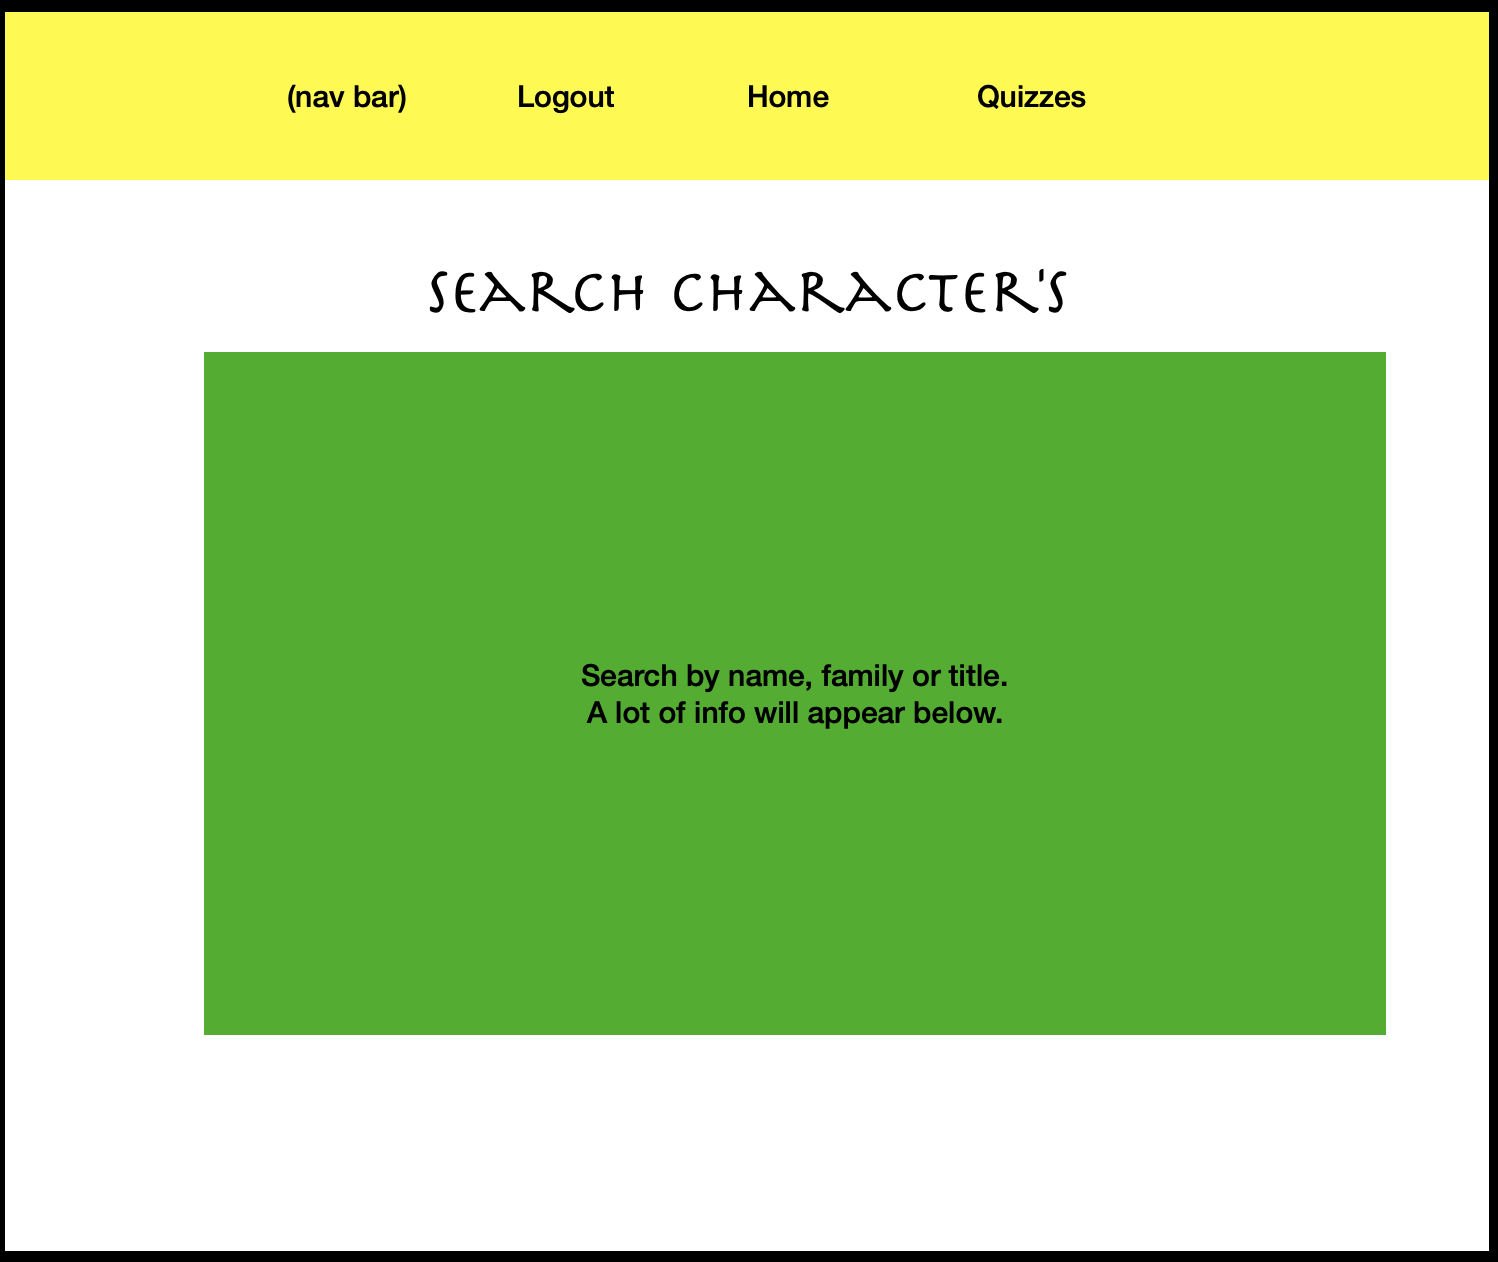 (nav bar) Logout Home Quizzes
SEARCH CHARACTER'S
Search by name, family or title.
A lot of info will appear below.